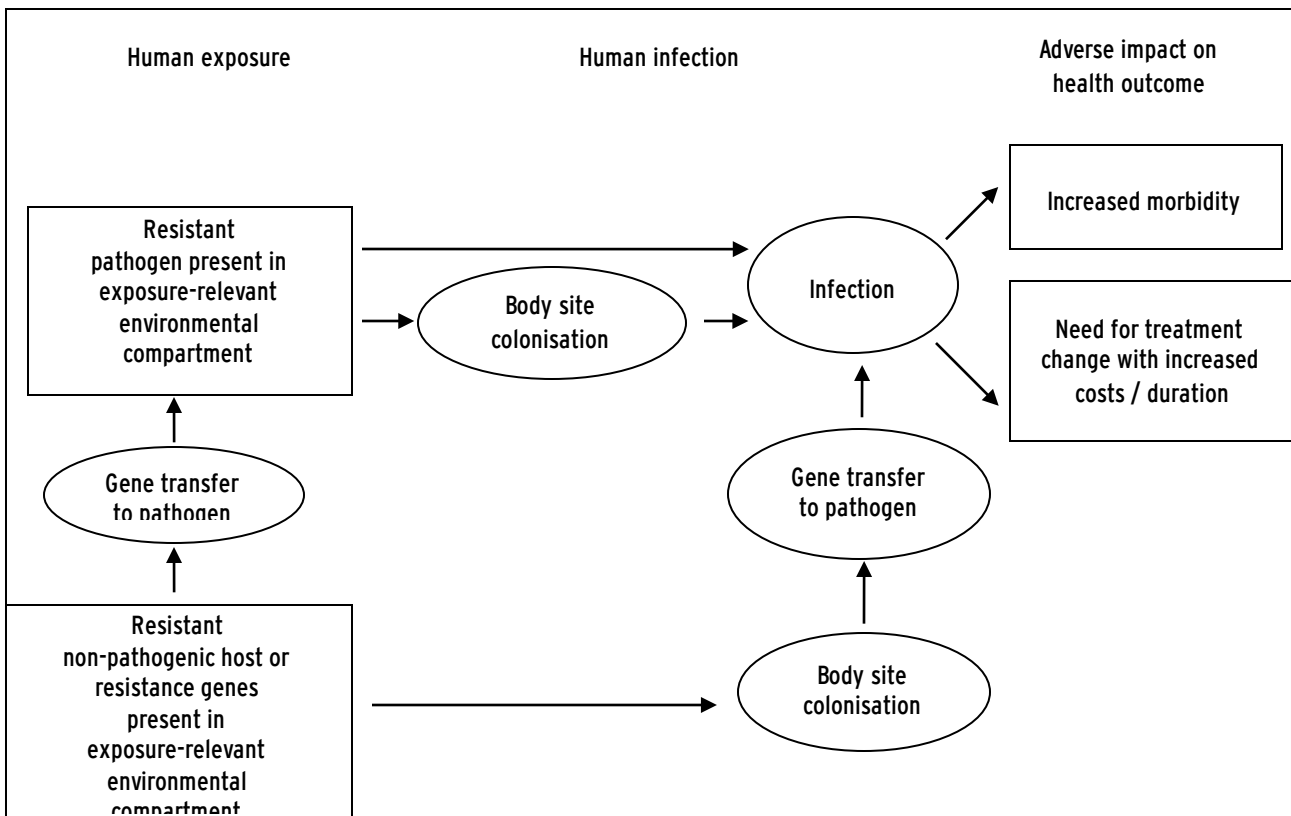 Human exposure
Human infection
Adverse impact on
health outcome
Increased morbidity
Resistant
pathogen present in
exposure-relevant
environmental
compartment
Body site
colonisation
Infection
Need for treatment
change with increased
costs / duration
Gene transfer
to pathogen
Gene transfer
to pathogen
Resistant
non-pathogenic host or
resistance genes
present in
exposure-relevant
environmental
compartment
Body site
colonisation